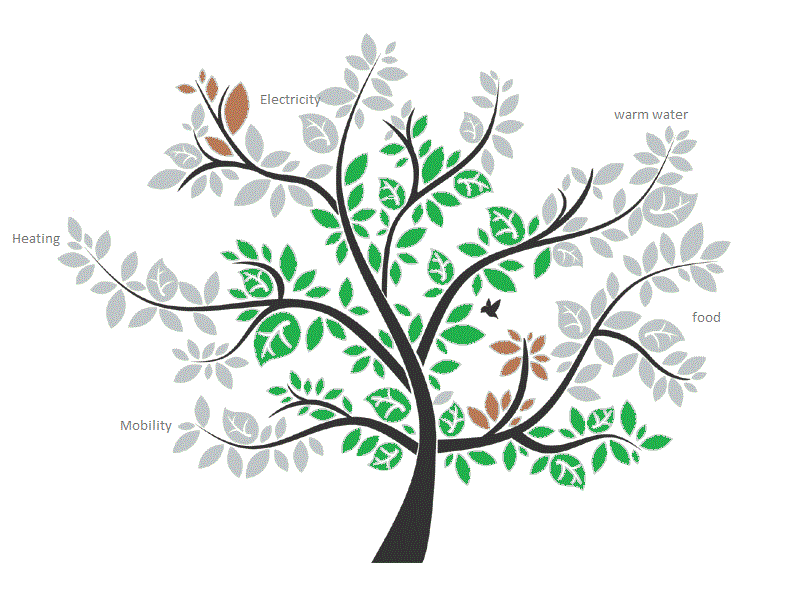 Electricity
warm water
Heating
food
Mobility